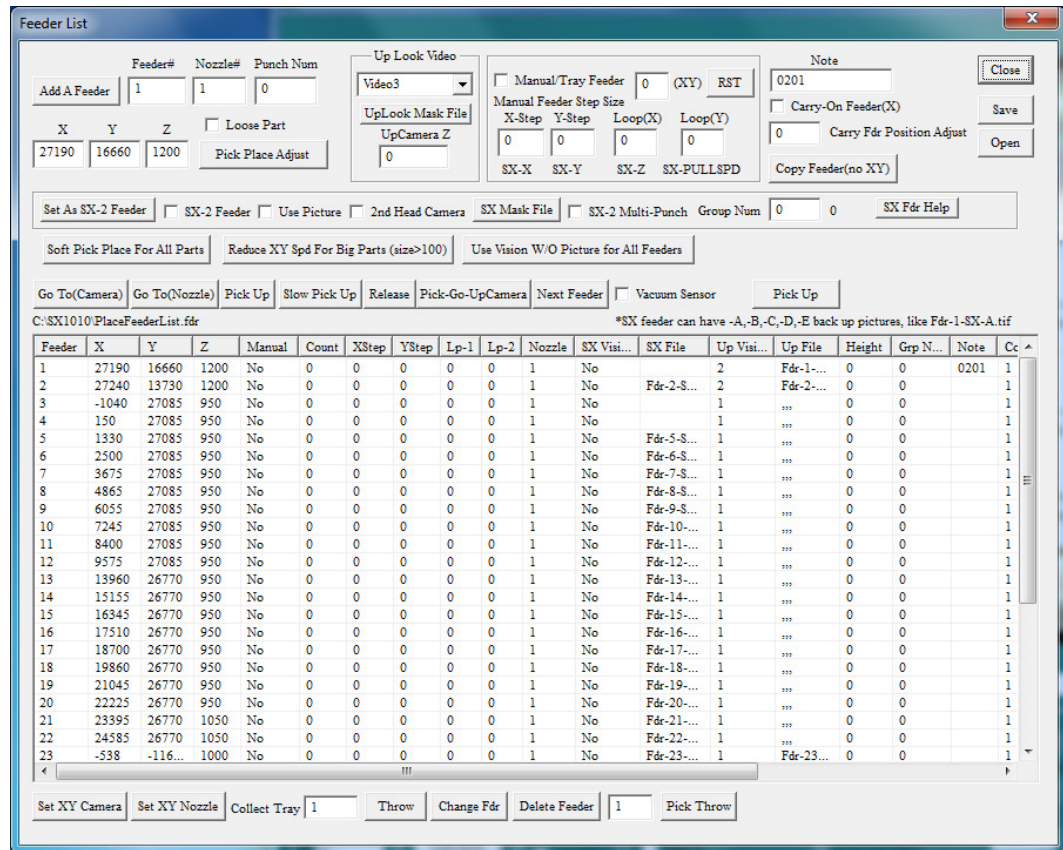 Feeder List
Feeder# Nozzle# Punch Num Up Look Video Note
Add A Feeder 1 1 0 Video3 Manual/Tray Feeder 0 (XY) RST 0201 Close
UpLook Mask File Manual Feeder Step Size Carry-On Feeder(X) Save
X Y Z Loose Part UpCamera Z X-Step Y-Step Loop(X) Loop(Y) 0 Carry Fdr Position Adjust
27190 16660 1200 Pick Place Adjust 0 0 0 0 0 Open
SX-X SX-Y SX-Z SX-PULLSPD Copy Feeder(no XY)
Set As SX-2 Feeder SX-2 Feeder Use Picture 2nd Head Camera SX Mask File SX-2 Multi-Punch Group Num 0 0 SX Fdr Help
Soft Pick Place For All Parts Reduce XY Spd For Big Parts (size>100) Use Vision W/O Picture for All Feeders
Go To(Camera) Go To(Nozzle) Pick Up Slow Pick Up Release Pick-Go-UpCamera Next Feeder Vacuum Sensor Pick Up
C:\SX1010\PlaceFeederList.fdr *SX feeder can have -A,-B,-C,-D,-E back up pictures, like Fdr-1-SX-A.tif
Feeder X Y Z Manual Count XStep YStep Lp-1 Lp-2 Nozzle SX Visi... SX File Up Visi... Up File Height Grp N... Note Cc
1 27190 16660 1200 No 0 0 0 0 0 1 No 2 Fdr-1-... 0 0 0201 1
2 27240 13730 1200 No 0 0 0 0 0 1 No Fdr-2-S... 2 Fdr-2-... 0 0 1
3 -1040 27085 950 No 0 0 0 0 0 1 No 1 ,,, 0 0 1
4 150 27085 950 No 0 0 0 0 0 1 No 1 ,,, 0 0 1
5 1330 27085 950 No 0 0 0 0 0 1 No Fdr-5-S... 1 ,,, 0 0 1
6 2500 27085 950 No 0 0 0 0 0 1 No Fdr-6-S... 1 ,,, 0 0 1
7 3675 27085 950 No 0 0 0 0 0 1 No Fdr-7-S... 1 ,,, 0 0 1
8 4865 27085 950 No 0 0 0 0 0 1 No Fdr-8-S... 1 ,,, 0 0 1
9 6055 27085 950 No 0 0 0 0 0 1 No Fdr-9-S... 1 ,,, 0 0 1
10 7245 27085 950 No 0 0 0 0 0 1 No Fdr-10-... 1 ,,, 0 0 1
11 8400 27085 950 No 0 0 0 0 0 1 No Fdr-11-... 1 ,,, 0 0 1
12 9575 27085 950 No 0 0 0 0 0 1 No Fdr-12-... 1 ,,, 0 0 1
13 13960 26770 950 No 0 0 0 0 0 1 No Fdr-13-... 1 ,,, 0 0 1
14 15155 26770 950 No 0 0 0 0 0 1 No Fdr-14-... 1 ,,, 0 0 1
15 16345 26770 950 No 0 0 0 0 0 1 No Fdr-15-... 1 ,,, 0 0 1
16 17510 26770 950 No 0 0 0 0 0 1 No Fdr-16-... 1 ,,, 0 0 1
17 18700 26770 950 No 0 0 0 0 0 1 No Fdr-17-... 1 ,,, 0 0 1
18 19860 26770 950 No 0 0 0 0 0 1 No Fdr-18-... 1 ,,, 0 0 1
19 21045 26770 950 No 0 0 0 0 0 1 No Fdr-19-... 1 ,,, 0 0 1
20 22225 26770 950 No 0 0 0 0 0 1 No Fdr-20-... 1 ,,, 0 0 1
21 23395 26770 1050 No 0 0 0 0 0 1 No Fdr-21-... 1 ,,, 0 0 1
22 24585 26770 1050 No 0 0 0 0 0 1 No Fdr-22-... 1 ,,, 0 0 1
23 -538 -116... 1000 No 0 0 0 0 0 1 No Fdr-23-... 1 Fdr-23... 0 0 1
Set XY Camera Set XY Nozzle Collect Tray 1 Throw Change Fdr Delete Feeder 1 Pick Throw